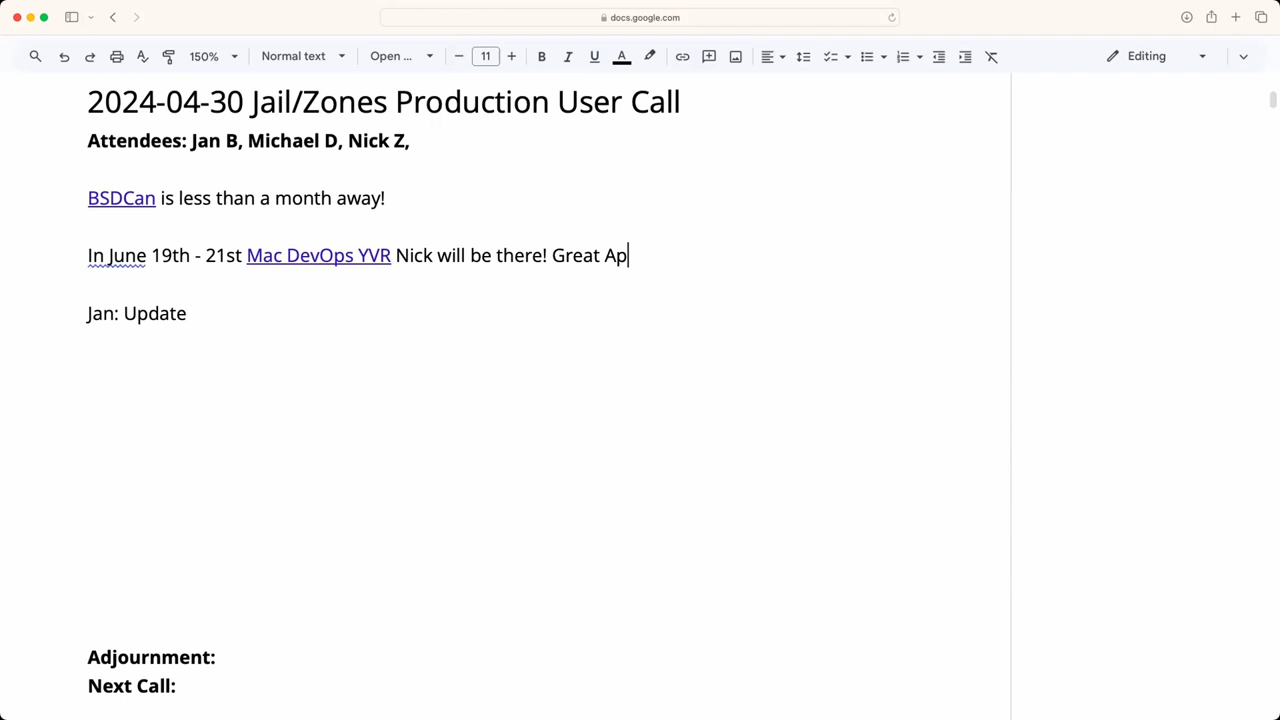 docs.google.com
150% Normal text Open ... 11 B I U A Editing
2024-04-30 Jail/Zones Production User Call
Attendees: Jan B, Michael D, Nick Z,
BSDCan is less than a month away!
In June 19th - 21st Mac DevOps YVR Nick will be there! Great Ap
Jan: Update
Adjournment:
Next Call: